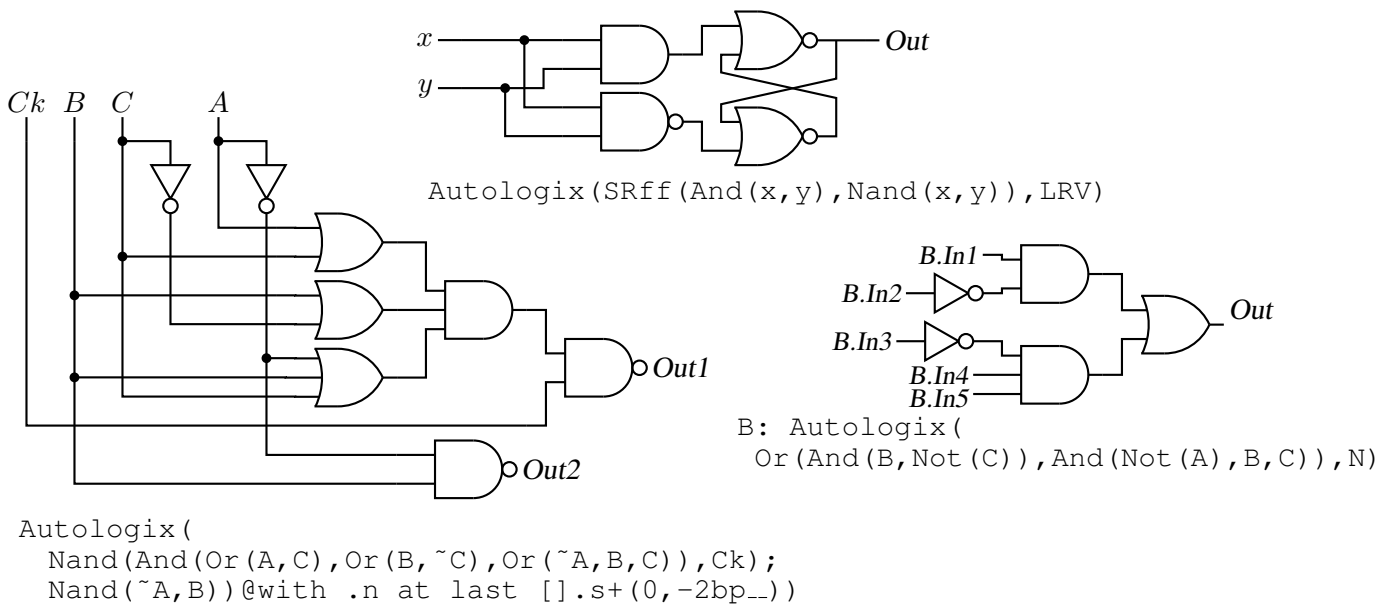 x
Out
y
Autologix(SRff(And(x,y),Nand(x,y)),LRV)
Ck B C A
Out1
Out2
Autologix(
Nand(And(Or(A,C),Or(B,˜C),Or(˜A,B,C)),Ck);
Nand(˜A,B))@with .n at last [].s+(0,-2bp__))
B.In1
B.In2
Out
B.In3
B.In4
B.In5
B: Autologix(
Or(And(B,Not(C)),And(Not(A),B,C)),N)